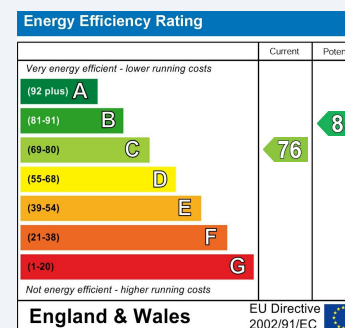 Energy Efficiency Rating
Current
Very energy efficient - lower running costs
(92 plus) A
(81-91) B
(69-80) C
76
(55-68) D
(39-54) E
(21-38) F
(1-20) G
Not energy efficient - higher running costs
England & Wales
EU Directive
2002/91/EC